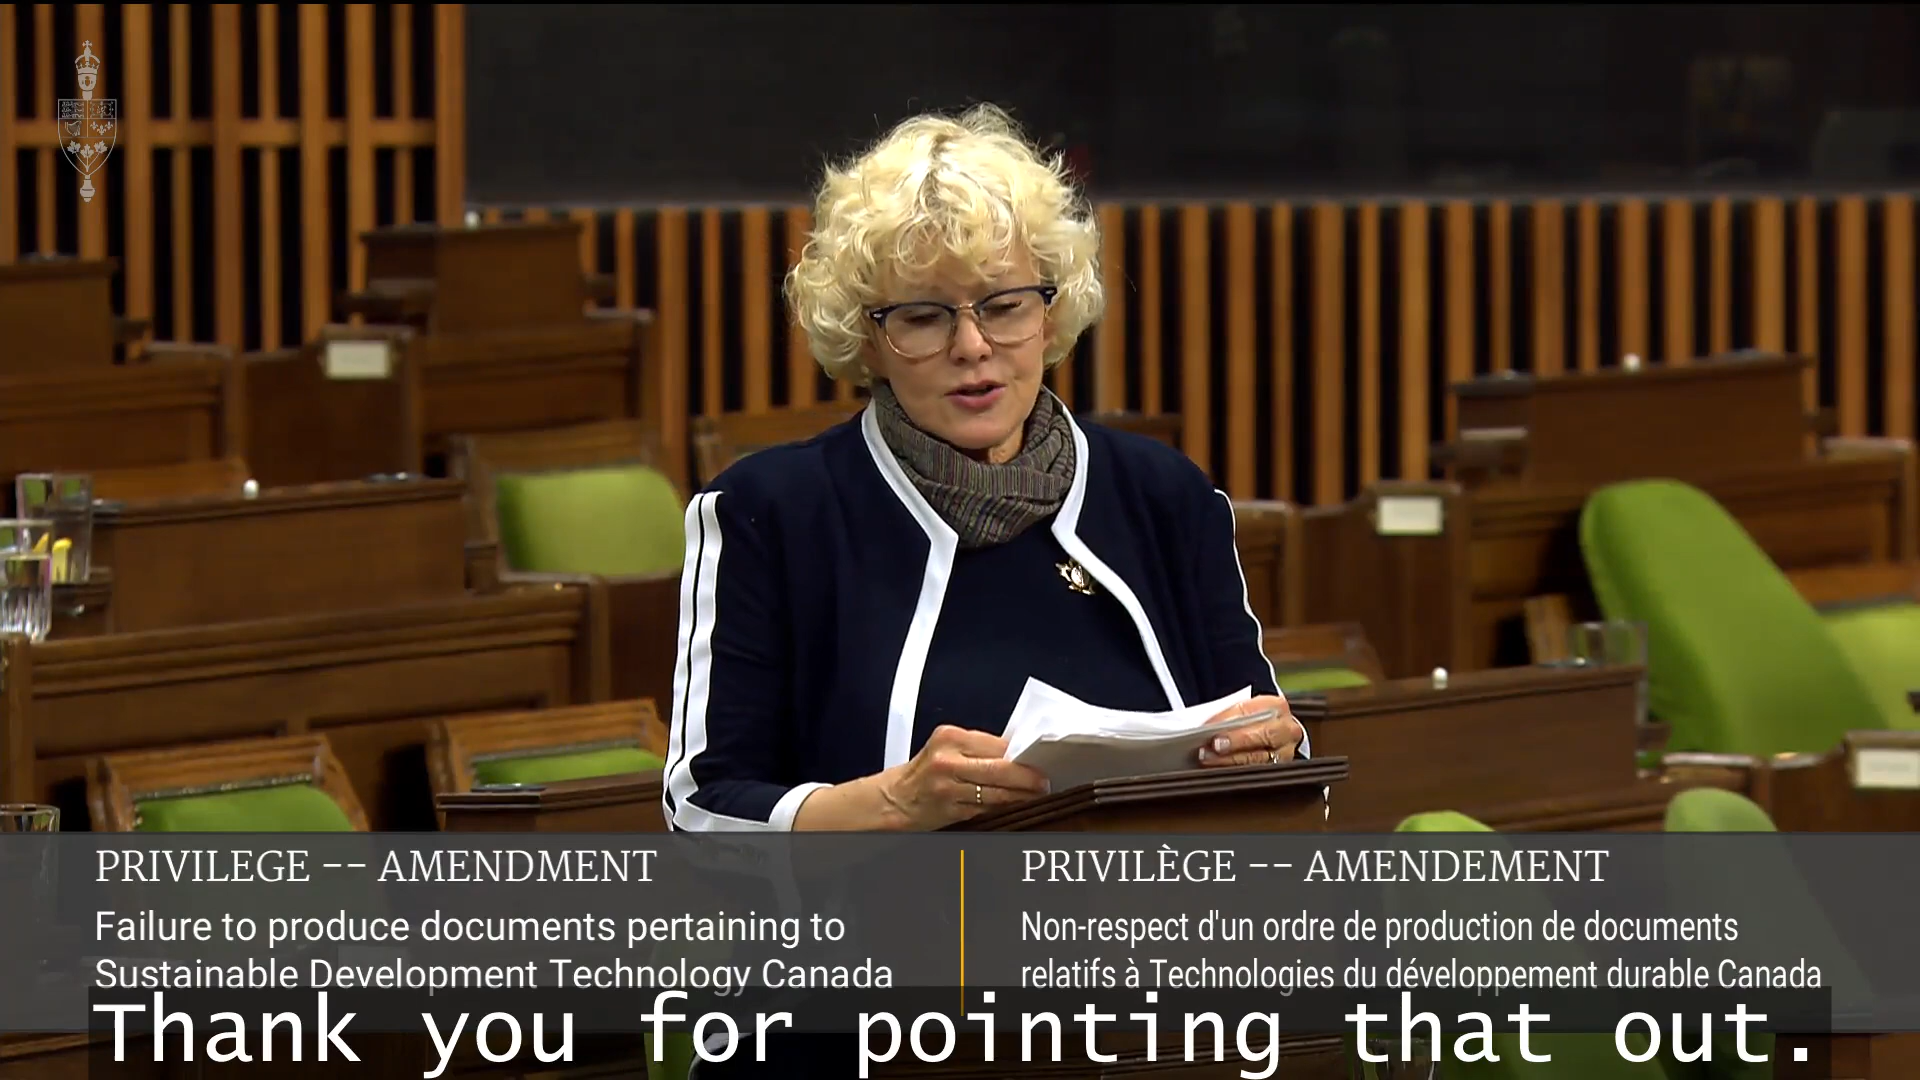 PRIVILEGE -- AMENDMENT
Failure to produce documents pertaining to
Sustainable Development Technology Canada
PRIVILÈGE -- AMENDEMENT
Non-respect d'un ordre de production de documents
relatifs à Technologies du développement durable Canada
Thank you for pointing that out.